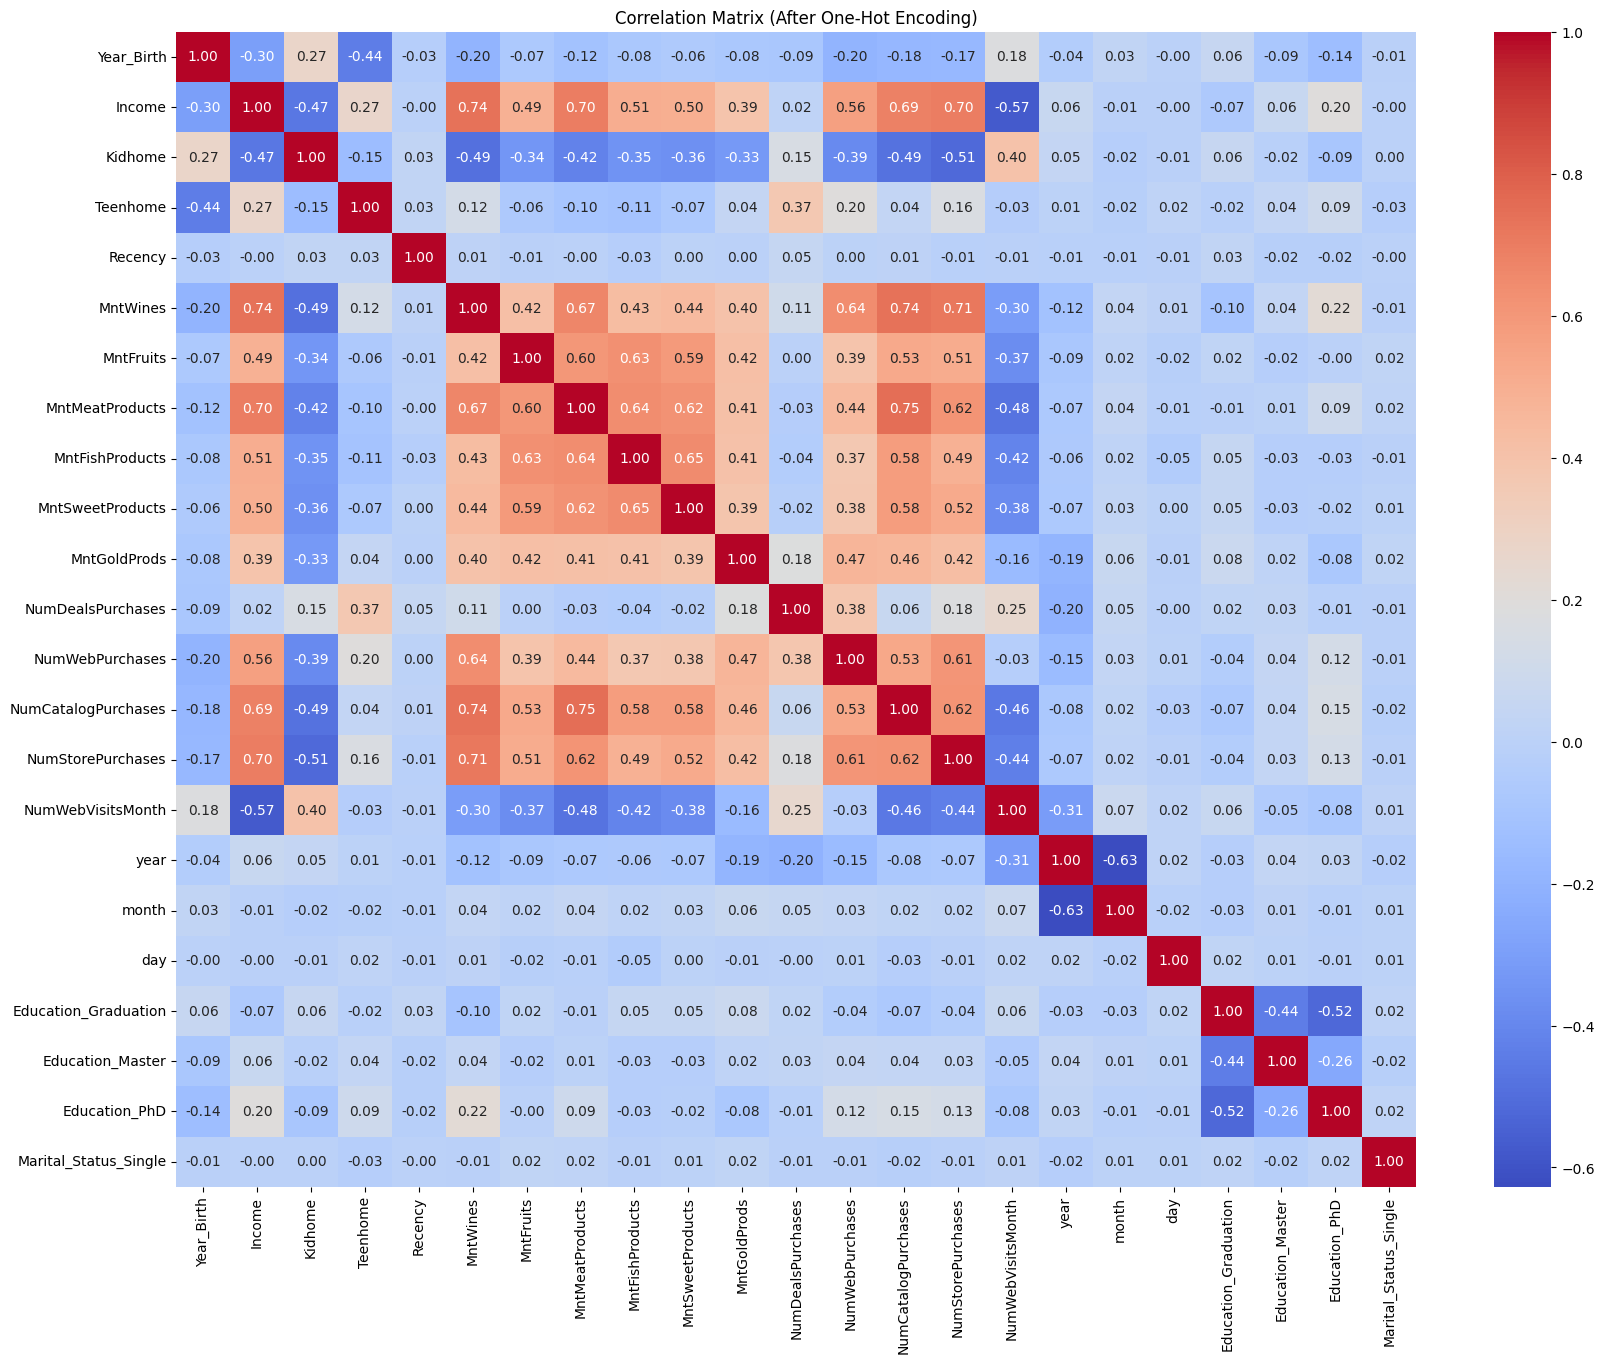 Correlation Matrix (After One-Hot Encoding)
Year_Birth 1.00 -0.30 0.27 -0.44 -0.03 -0.20 -0.07 -0.12 -0.08 -0.06 -0.08 -0.09 -0.20 -0.18 -0.17 0.18 -0.04 0.03 -0.00 0.06 -0.09 -0.14 -0.01
Income -0.30 1.00 -0.47 0.27 -0.00 0.74 0.49 0.70 0.51 0.50 0.39 0.02 0.56 0.69 0.70 -0.57 0.06 -0.01 -0.00 -0.07 0.06 0.20 -0.00
Kidhome 0.27 -0.47 1.00 -0.15 0.03 -0.49 -0.34 -0.42 -0.35 -0.36 -0.33 0.15 -0.39 -0.49 -0.51 0.40 0.05 -0.02 -0.01 0.06 -0.02 -0.09 0.00
Teenhome -0.44 0.27 -0.15 1.00 0.03 0.12 -0.06 -0.10 -0.11 -0.07 0.04 0.37 0.20 0.04 0.16 -0.03 0.01 -0.02 0.02 -0.02 0.04 0.09 -0.03
Recency -0.03 -0.00 0.03 0.03 1.00 0.01 -0.01 -0.00 -0.03 0.00 0.00 0.05 0.00 0.01 -0.01 -0.01 -0.01 -0.01 -0.01 0.03 -0.02 -0.02 -0.00
MntWines -0.20 0.74 -0.49 0.12 0.01 1.00 0.42 0.67 0.43 0.44 0.40 0.11 0.64 0.74 0.71 -0.30 -0.12 0.04 0.01 -0.10 0.04 0.22 -0.01
MntFruits -0.07 0.49 -0.34 -0.06 -0.01 0.42 1.00 0.60 0.63 0.59 0.42 0.00 0.39 0.53 0.51 -0.37 -0.09 0.02 -0.02 0.02 -0.02 -0.00 0.02
MntMeatProducts -0.12 0.70 -0.42 -0.10 -0.00 0.67 0.60 1.00 0.64 0.62 0.41 -0.03 0.44 0.75 0.62 -0.48 -0.07 0.04 -0.01 -0.01 0.01 0.09 0.02
MntFishProducts -0.08 0.51 -0.35 -0.11 -0.03 0.43 0.63 0.64 1.00 0.65 0.41 -0.04 0.37 0.58 0.49 -0.42 -0.06 0.02 -0.05 0.05 -0.03 -0.03 -0.01
MntSweetProducts -0.06 0.50 -0.36 -0.07 0.00 0.44 0.59 0.62 0.65 1.00 0.39 -0.02 0.38 0.58 0.52 -0.38 -0.07 0.03 0.00 0.05 -0.03 -0.02 0.01
MntGoldProds -0.08 0.39 -0.33 0.04 0.00 0.40 0.42 0.41 0.41 0.39 1.00 0.18 0.47 0.46 0.42 -0.16 -0.19 0.06 -0.01 0.08 0.02 -0.08 0.02
NumDealsPurchases -0.09 0.02 0.15 0.37 0.05 0.11 0.00 -0.03 -0.04 -0.02 0.18 1.00 0.38 0.06 0.18 0.25 -0.20 0.05 -0.00 0.02 0.03 -0.01 -0.01
NumWebPurchases -0.20 0.56 -0.39 0.20 0.00 0.64 0.39 0.44 0.37 0.38 0.47 0.38 1.00 0.53 0.61 -0.03 -0.15 0.03 0.01 -0.04 0.04 0.12 -0.01
NumCatalogPurchases -0.18 0.69 -0.49 0.04 0.01 0.74 0.53 0.75 0.58 0.58 0.46 0.06 0.53 1.00 0.62 -0.46 -0.08 0.02 -0.03 -0.07 0.04 0.15 -0.02
NumStorePurchases -0.17 0.70 -0.51 0.16 -0.01 0.71 0.51 0.62 0.49 0.52 0.42 0.18 0.61 0.62 1.00 -0.44 -0.07 0.02 -0.01 -0.04 0.03 0.13 -0.01
NumWebVisitsMonth 0.18 -0.57 0.40 -0.03 -0.01 -0.30 -0.37 -0.48 -0.42 -0.38 -0.16 0.25 -0.03 -0.46 -0.44 1.00 -0.31 0.07 0.02 0.06 -0.05 -0.08 0.01
year -0.04 0.06 0.05 0.01 -0.01 -0.12 -0.09 -0.07 -0.06 -0.07 -0.19 -0.20 -0.15 -0.08 -0.07 -0.31 1.00 -0.63 0.02 -0.03 0.04 0.03 -0.02
month 0.03 -0.01 -0.02 -0.02 -0.01 0.04 0.02 0.04 0.02 0.03 0.06 0.05 0.03 0.02 0.02 0.07 -0.63 1.00 -0.02 -0.03 0.01 -0.01 0.01
day -0.00 -0.00 -0.01 0.02 -0.01 0.01 -0.02 -0.01 -0.05 0.00 -0.01 -0.00 0.01 -0.03 -0.01 0.02 0.02 -0.02 1.00 0.02 0.01 -0.01 0.01
Education_Graduation 0.06 -0.07 0.06 -0.02 0.03 -0.10 0.02 -0.01 0.05 0.05 0.08 0.02 -0.04 -0.07 -0.04 0.06 -0.03 -0.03 0.02 1.00 -0.44 -0.52 0.02
Education_Master -0.09 0.06 -0.02 0.04 -0.02 0.04 -0.02 0.01 -0.03 -0.03 0.02 0.03 0.04 0.04 0.03 -0.05 0.04 0.01 0.01 -0.44 1.00 -0.26 -0.02
Education_PhD -0.14 0.20 -0.09 0.09 -0.02 0.22 -0.00 0.09 -0.03 -0.02 -0.08 -0.01 0.12 0.15 0.13 -0.08 0.03 -0.01 -0.01 -0.52 -0.26 1.00 0.02
Marital_Status_Single -0.01 -0.00 0.00 -0.03 -0.00 -0.01 0.02 0.02 -0.01 0.01 0.02 -0.01 -0.01 -0.02 -0.01 0.01 -0.02 0.01 0.01 0.02 -0.02 0.02 1.00
Year_Birth
Income
Kidhome
Teenhome
Recency
MntWines
MntFruits
MntMeatProducts
MntFishProducts
MntSweetProducts
MntGoldProds
NumDealsPurchases
NumWebPurchases
NumCatalogPurchases
NumStorePurchases
NumWebVisitsMonth
year
month
day
Education_Graduation
Education_Master
Education_PhD
Marital_Status_Single
1.0
0.8
0.6
0.4
0.2
0.0
−0.2
−0.4
−0.6